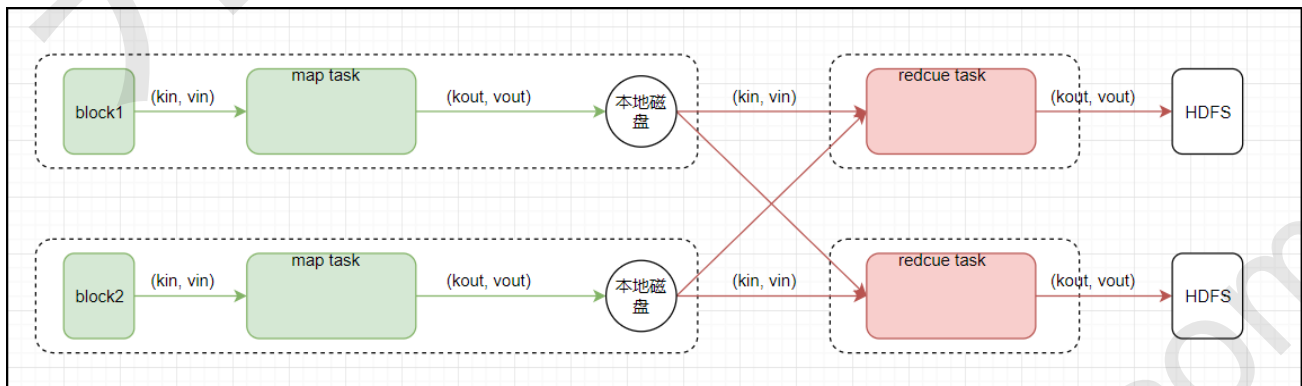 map task
redcue task
block1
(kin, vin)
(kout, vout)
本地磁
盘
(kin, vin)
(kout, vout)
HDFS
map task
redcue task
block2
(kin, vin)
(kout, vout)
本地磁
盘
(kin, vin)
(kout, vout)
HDFS